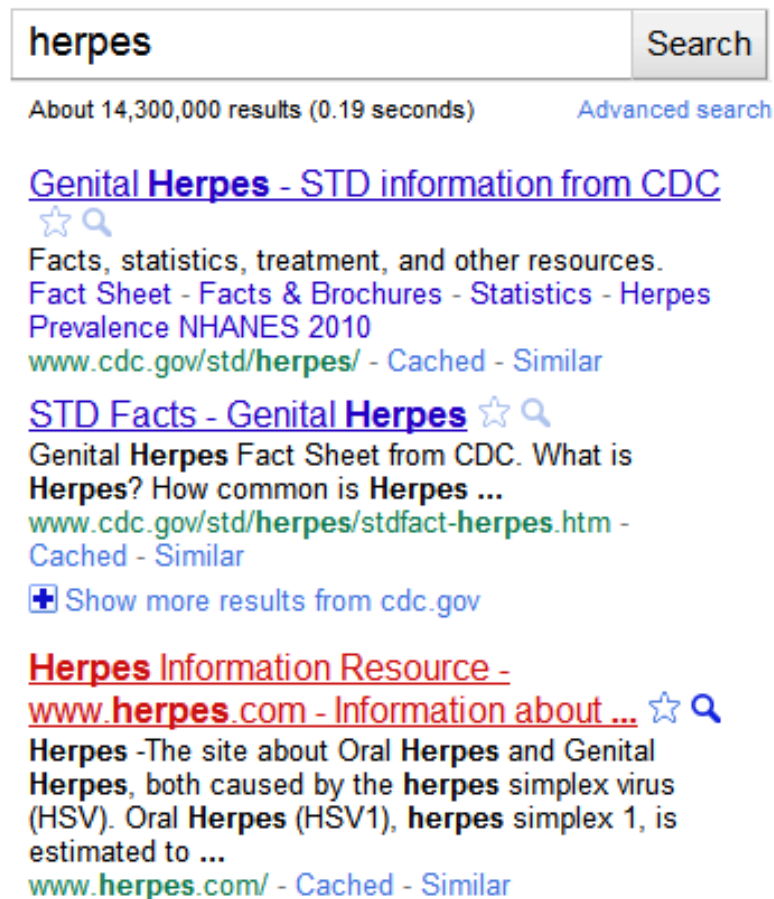 herpes Search
About 14,300,000 results (0.19 seconds) Advanced search
Genital Herpes - STD information from CDC
Facts, statistics, treatment, and other resources.
Fact Sheet - Facts & Brochures - Statistics - Herpes
Prevalence NHANES 2010
www.cdc.gov/std/herpes/ - Cached - Similar
STD Facts - Genital Herpes
Genital Herpes Fact Sheet from CDC. What is
Herpes? How common is Herpes ...
www.cdc.gov/std/herpes/stdfact-herpes.htm -
Cached - Similar
Show more results from cdc.gov
Herpes Information Resource -
www.herpes.com - Information about ...
Herpes -The site about Oral Herpes and Genital
Herpes, both caused by the herpes simplex virus
(HSV). Oral Herpes (HSV1), herpes simplex 1, is
estimated to ...
www.herpes.com/ - Cached - Similar